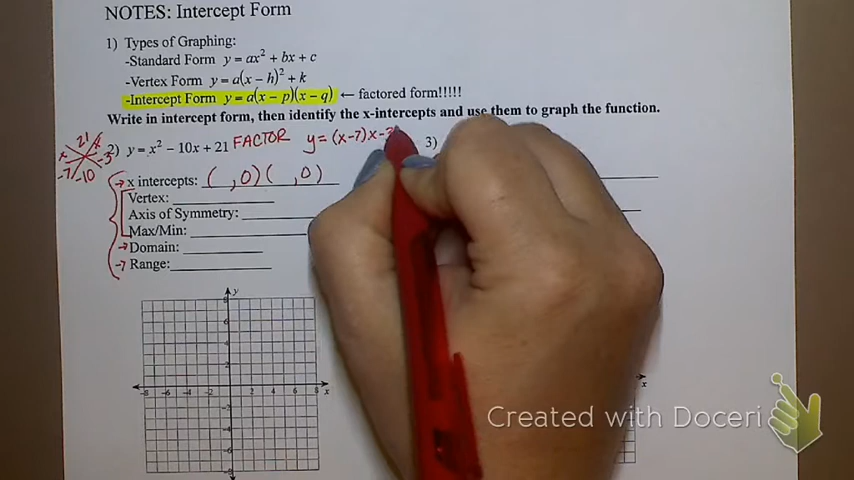 NOTES: Intercept Form
1) Types of Graphing:
-Standard Form y = ax² + bx + c
-Vertex Form y = a(x − h)² + k
-Intercept Form y = a(x − p)(x − q) ← factored form!!!!!
Write in intercept form, then identify the x-intercepts and use them to graph the function.
2) y = x² − 10x + 21 FACTOR y = (x-7)x-3
3)
21
-7 -3
-10
x intercepts: ( ,0)( ,0)
Vertex:
Axis of Symmetry:
Max/Min:
Domain:
Range:
y
8
6
4
2
-8 -6 -4 -2 2 4 6 8 x
-2
-4
-6
-8
x
Created with Doceri